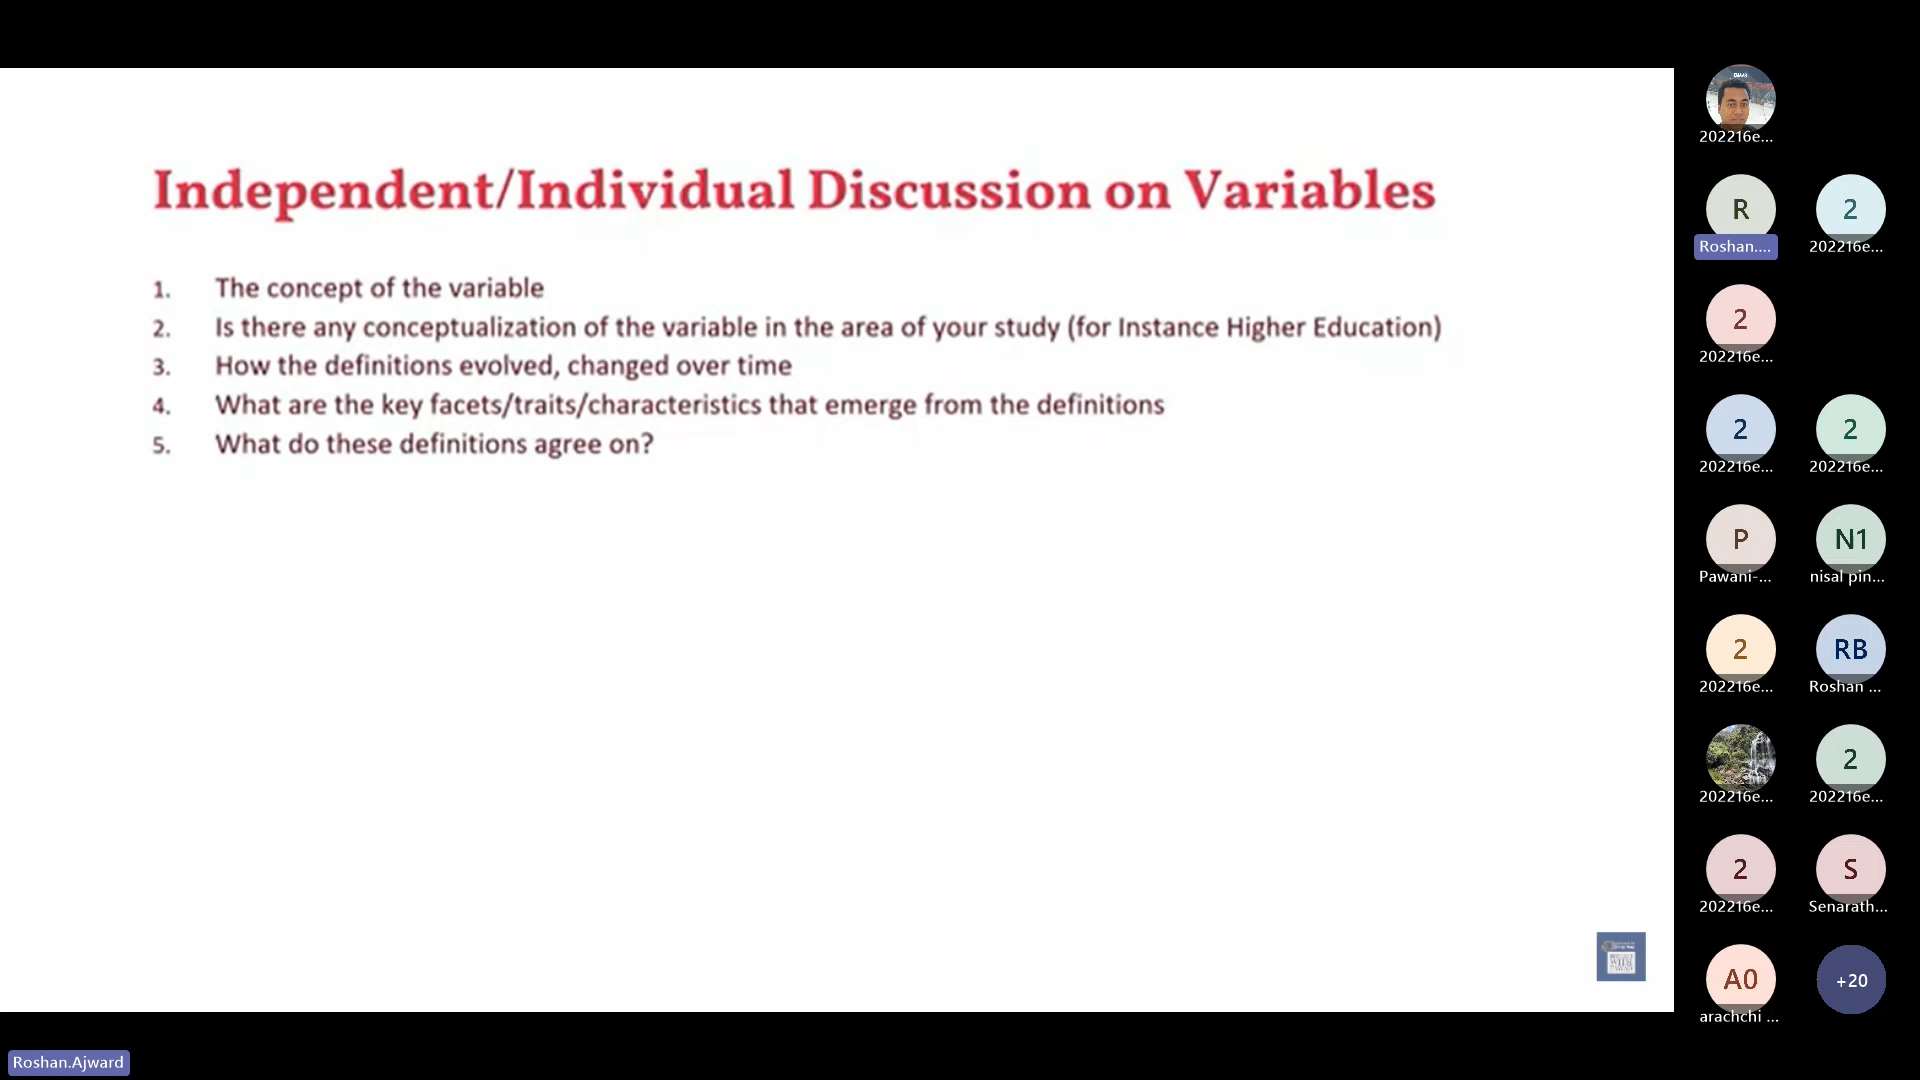 Independent/Individual Discussion on Variables
1. The concept of the variable
2. Is there any conceptualization of the variable in the area of your study (for Instance Higher Education)
3. How the definitions evolved, changed over time
4. What are the key facets/traits/characteristics that emerge from the definitions
5. What do these definitions agree on?
202216e...
R
2
Roshan....
202216e...
2
202216e...
2
2
202216e...
202216e...
P
N1
Pawani-...
nisal pin...
2
RB
202216e...
Roshan ...
2
202216e...
202216e...
2
S
202216e...
Senarath...
A0
+20
arachchi ...
Roshan.Ajward